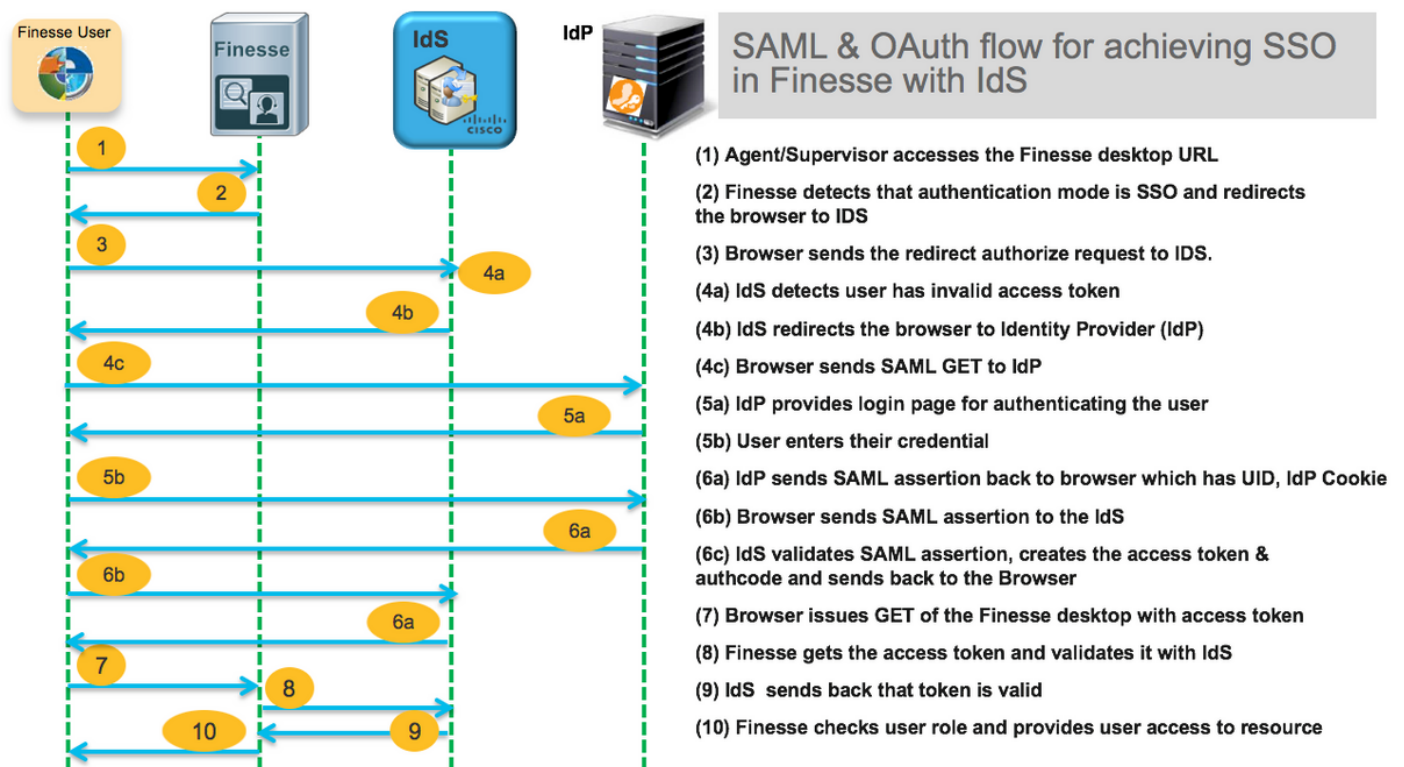 Finesse User
Finesse
IdS
CISCO
IdP
SAML & OAuth flow for achieving SSO
in Finesse with IdS
1
2
3
4a
4b
4c
5a
5b
6a
6b
6a
7
8
9
10
(1) Agent/Supervisor accesses the Finesse desktop URL
(2) Finesse detects that authentication mode is SSO and redirects
the browser to IDS
(3) Browser sends the redirect authorize request to IDS.
(4a) IdS detects user has invalid access token
(4b) IdS redirects the browser to Identity Provider (IdP)
(4c) Browser sends SAML GET to IdP
(5a) IdP provides login page for authenticating the user
(5b) User enters their credential
(6a) IdP sends SAML assertion back to browser which has UID, IdP Cookie
(6b) Browser sends SAML assertion to the IdS
(6c) IdS validates SAML assertion, creates the access token &
authcode and sends back to the Browser
(7) Browser issues GET of the Finesse desktop with access token
(8) Finesse gets the access token and validates it with IdS
(9) IdS  sends back that token is valid
(10) Finesse checks user role and provides user access to resource